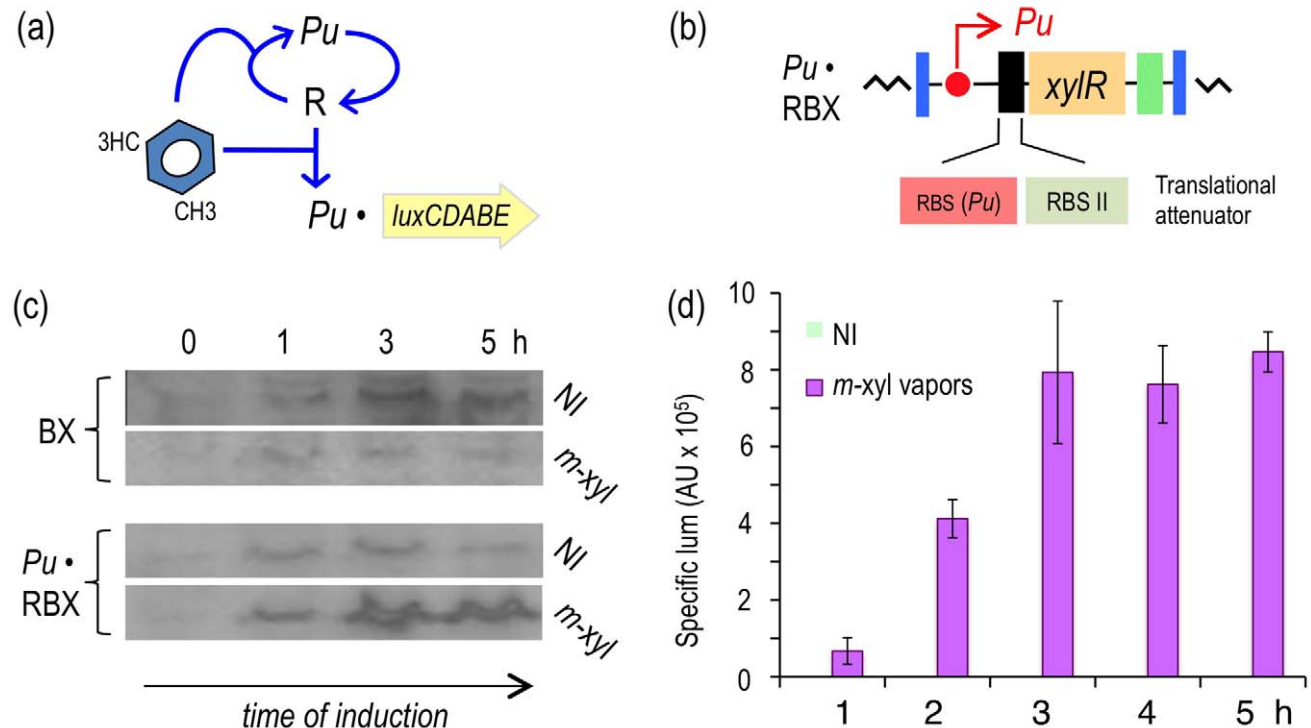 (a)
Pu
R
3HC
CH3
Pu • luxCDABE
(b)
Pu
Pu •
RBX
xylR
RBS (Pu)
RBS II
Translational
attenuator
(c)
0 1 3 5 h
BX
NI
m-xyl
Pu •
RBX
NI
m-xyl
time of induction
(d)
Specific lum (AU x 10⁵)
10
8
6
4
2
0
NI
m-xyl vapors
1 2 3 4 5 h